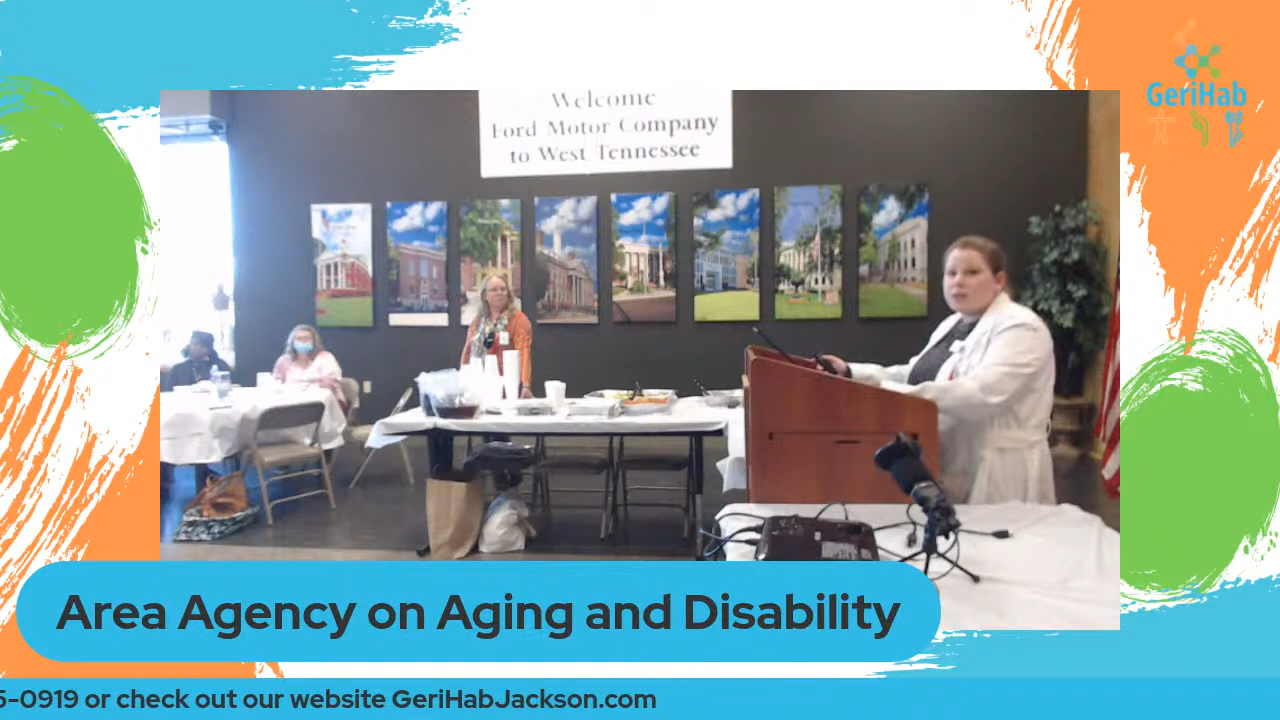 GeriHab
Welcome
Ford Motor Company
to West Tennessee
Area Agency on Aging and Disability
5-0919 or check out our website GeriHabJackson.com